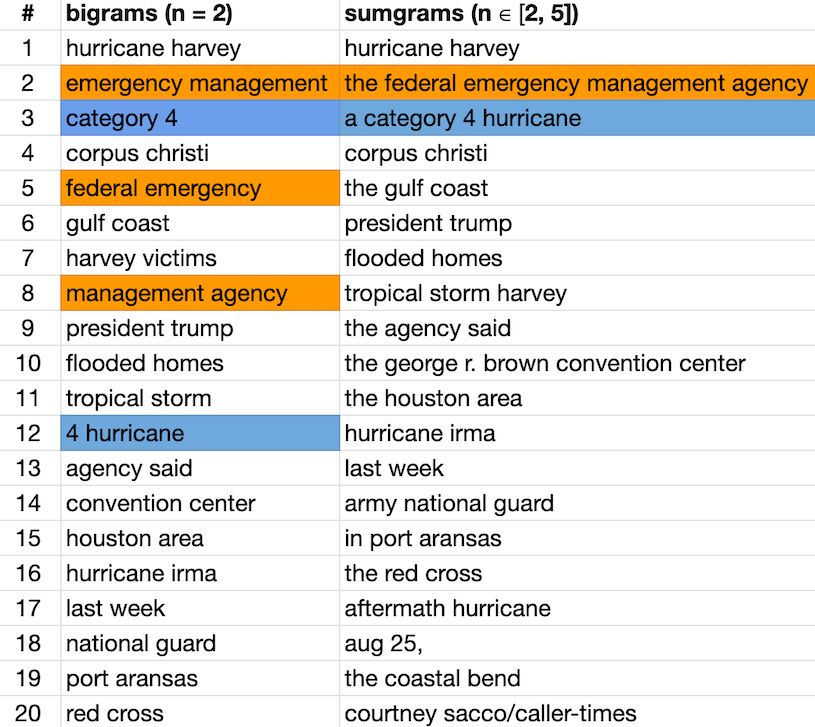 # bigrams (n = 2) sumgrams (n ∈ [2, 5])
1 hurricane harvey hurricane harvey
2 emergency management the federal emergency management agency
3 category 4 a category 4 hurricane
4 corpus christi corpus christi
5 federal emergency the gulf coast
6 gulf coast president trump
7 harvey victims flooded homes
8 management agency tropical storm harvey
9 president trump the agency said
10 flooded homes the george r. brown convention center
11 tropical storm the houston area
12 4 hurricane hurricane irma
13 agency said last week
14 convention center army national guard
15 houston area in port aransas
16 hurricane irma the red cross
17 last week aftermath hurricane
18 national guard aug 25,
19 port aransas the coastal bend
20 red cross courtney sacco/caller-times